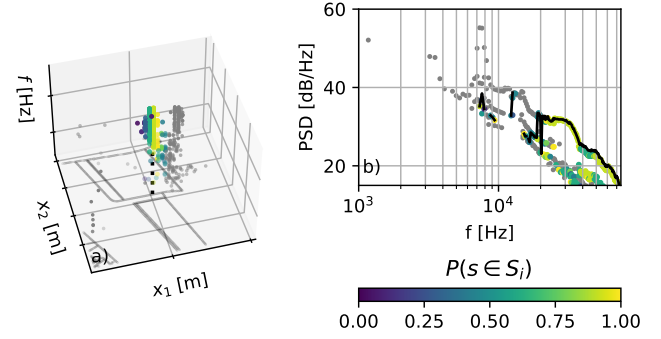 f [Hz]
x₂ [m]
a)
x₁ [m]
60
40
20
PSD [dB/Hz]
b)
10³
10⁴
f [Hz]
P(s ∈ Sᵢ)
0.00 0.25 0.50 0.75 1.00